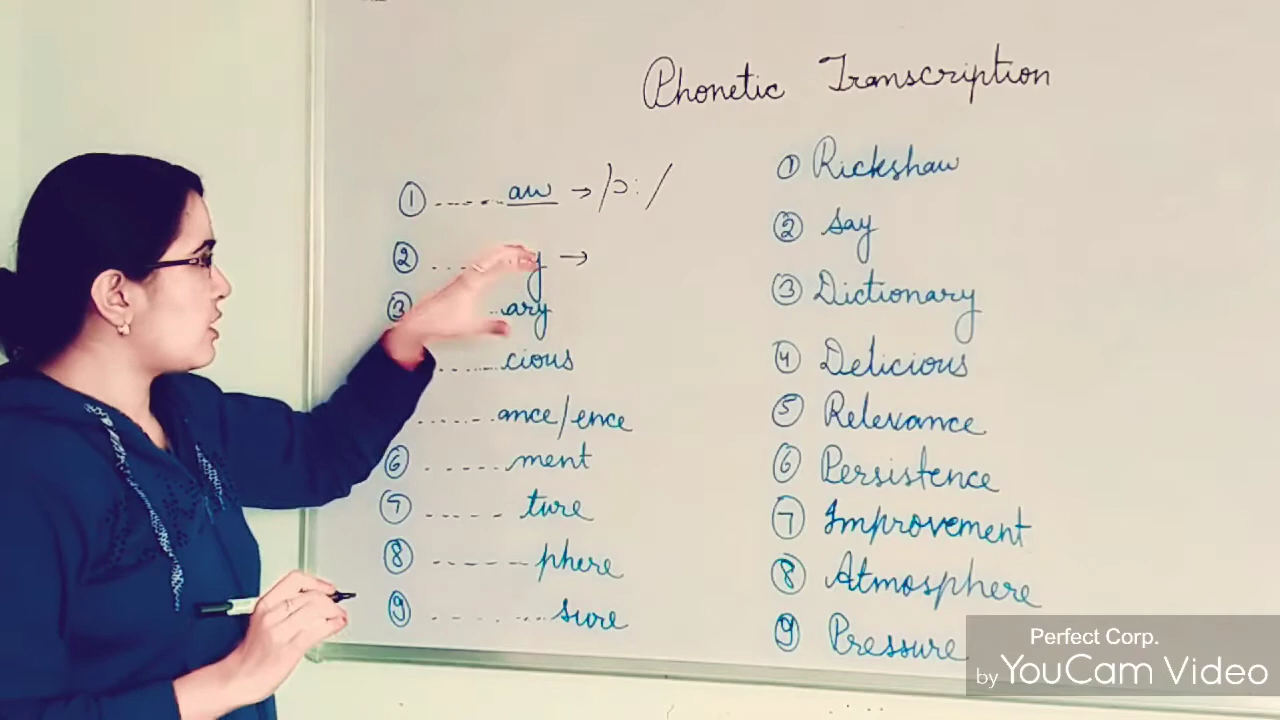 Phonetic Transcription
① ------aw → /ɔ:/
② ......y →
③ ..ary
......cious
......ance/ence
⑥ ......ment
⑦ ----- ture
⑧ ------phere
⑨ ......sure
① Rickshaw
② Say
③ Dictionary
④ Delicious
⑤ Relevance
⑥ Persistence
⑦ Improvement
⑧ Atmosphere
⑨ Pressure
Perfect Corp.
by YouCam Video